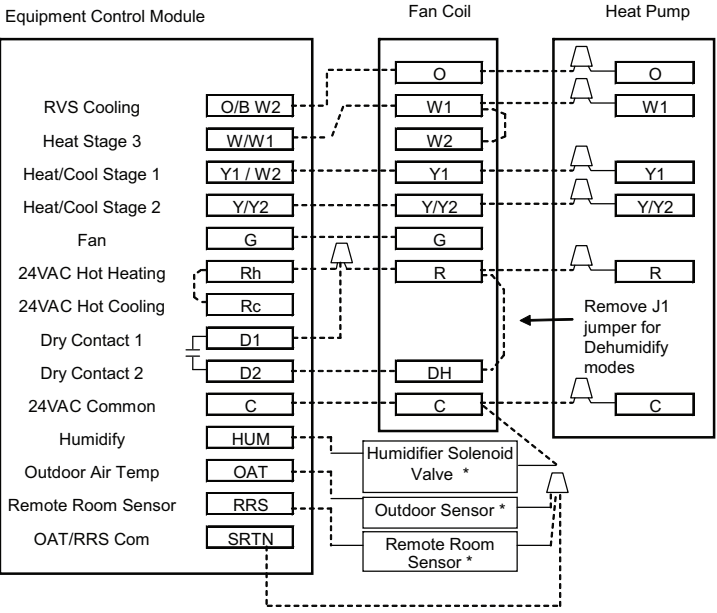 Equipment Control Module
Fan Coil
Heat Pump
O
O
RVS Cooling
O/B W2
W1
W1
Heat Stage 3
W/W1
W2
Heat/Cool Stage 1
Y1 / W2
Y1
Y1
Heat/Cool Stage 2
Y/Y2
Y/Y2
Y/Y2
Fan
G
G
24VAC Hot Heating
Rh
R
R
24VAC Hot Cooling
Rc
Remove J1
jumper for
Dehumidify
modes
Dry Contact 1
D1
Dry Contact 2
D2
DH
24VAC Common
C
C
C
Humidify
HUM
Humidifier Solenoid
Valve *
Outdoor Air Temp
OAT
Outdoor Sensor *
Remote Room Sensor
RRS
Remote Room
Sensor *
OAT/RRS Com
SRTN